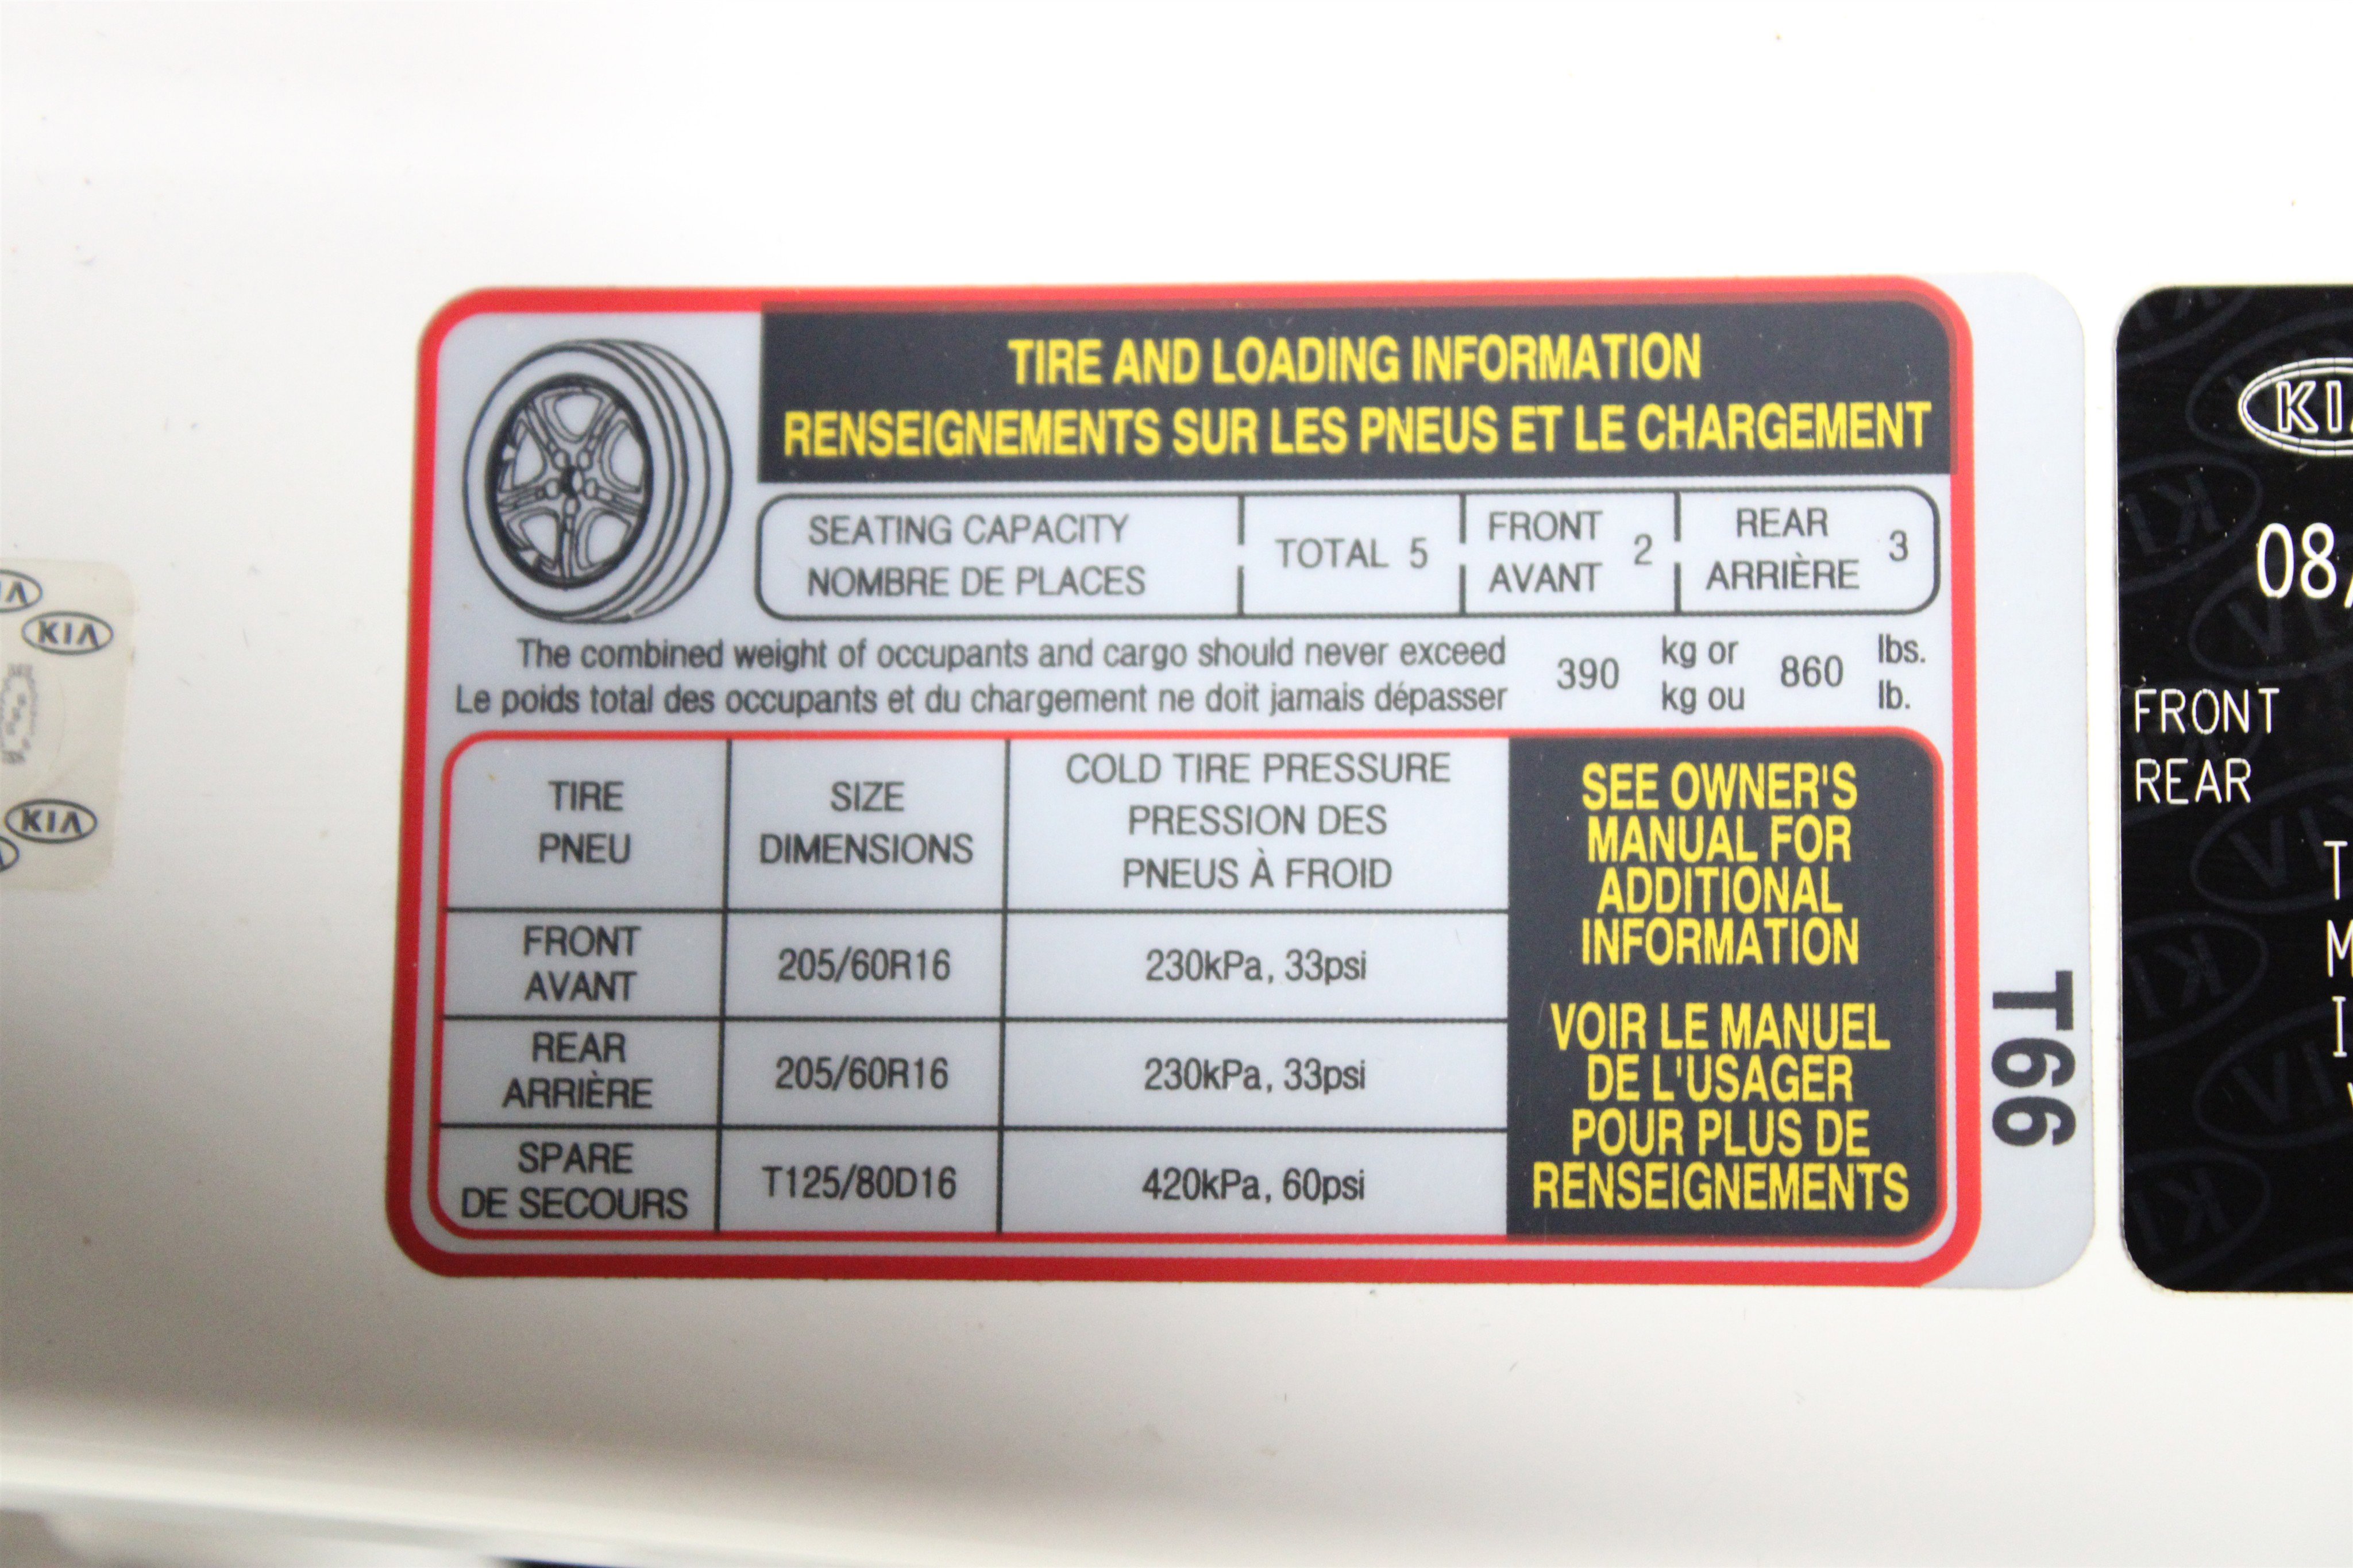 TIRE AND LOADING INFORMATION
RENSEIGNEMENTS SUR LES PNEUS ET LE CHARGEMENT
SEATING CAPACITY
NOMBRE DE PLACES
TOTAL 5
FRONT
AVANT
2
REAR
ARRIÈRE
3
The combined weight of occupants and cargo should never exceed 390 kg or 860 lbs.
Le poids total des occupants et du chargement ne doit jamais dépasser kg ou lb.
TIRE
PNEU
SIZE
DIMENSIONS
COLD TIRE PRESSURE
PRESSION DES
PNEUS À FROID
FRONT
AVANT
205/60R16
230kPa, 33psi
REAR
ARRIÈRE
205/60R16
230kPa, 33psi
SPARE
DE SECOURS
T125/80D16
420kPa, 60psi
SEE OWNER'S
MANUAL FOR
ADDITIONAL
INFORMATION
VOIR LE MANUEL
DE L'USAGER
POUR PLUS DE
RENSEIGNEMENTS
T66
KIA
KIA
KIA
08/
FRONT
REAR